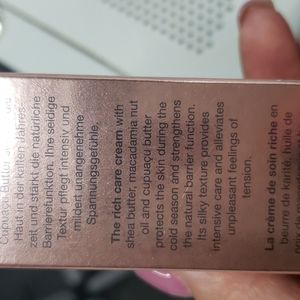 Cupuaçu-Butter
Haut in der kalten Jahres-
zeit und stärkt die natürliche
Barrierefunktion. Ihre seidige
Textur pflegt intensiv und
mildert unangenehme
Spannungsgefühle.
The rich care cream with
shea butter, macadamia nut
oil and cupuaçu butter
protects the skin during the
cold season and strengthens
the natural barrier function.
Its silky texture provides
intensive care and alleviates
unpleasant feelings of
tension.
La crème de soin riche en
beurre de karité, huile de